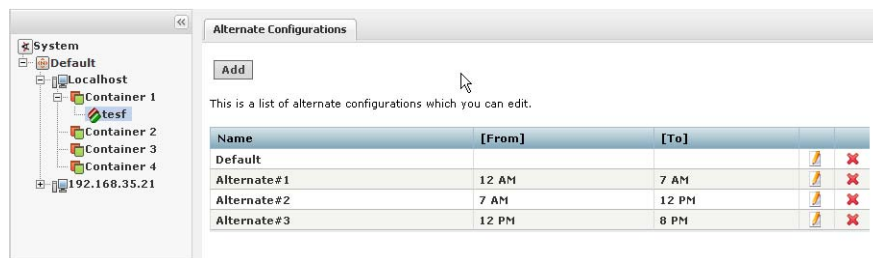 System
Default
Localhost
Container 1
tesf
Container 2
Container 3
Container 4
192.168.35.21
Alternate Configurations
Add
This is a list of alternate configurations which you can edit.
Name [From] [To]
Default
Alternate#1 12 AM 7 AM
Alternate#2 7 AM 12 PM
Alternate#3 12 PM 8 PM